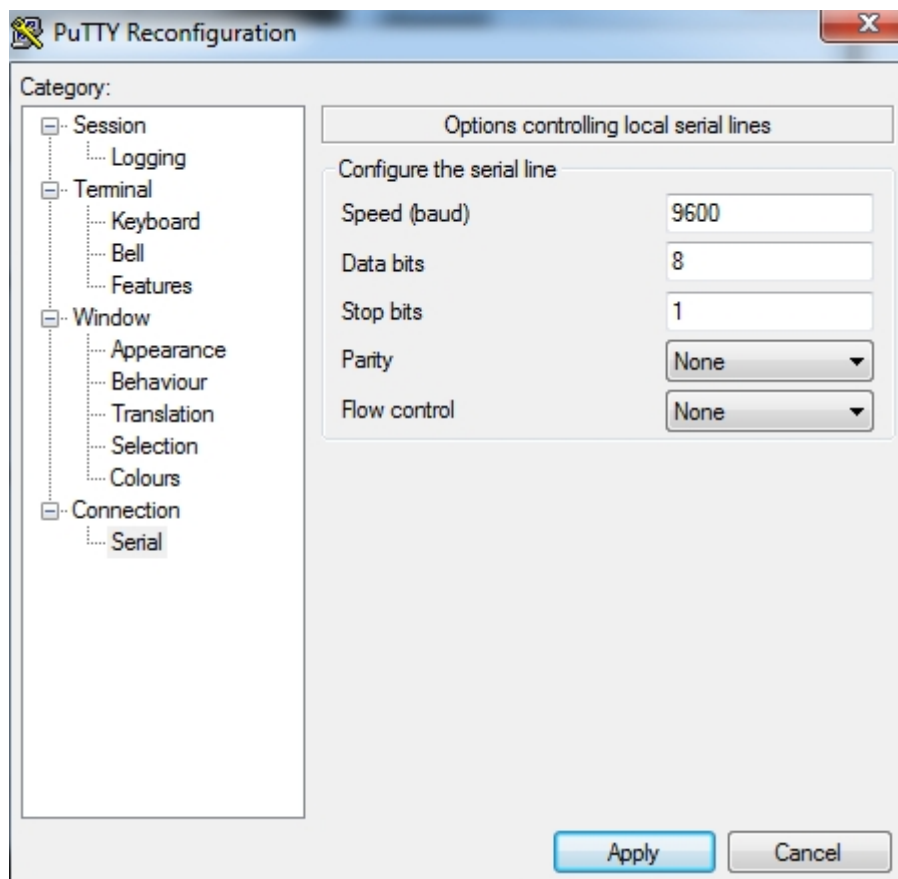 PuTTY Reconfiguration
Category:
Session
Logging
Terminal
Keyboard
Bell
Features
Window
Appearance
Behaviour
Translation
Selection
Colours
Connection
Serial
Options controlling local serial lines
Configure the serial line
Speed (baud) 9600
Data bits 8
Stop bits 1
Parity None
Flow control None
Apply Cancel